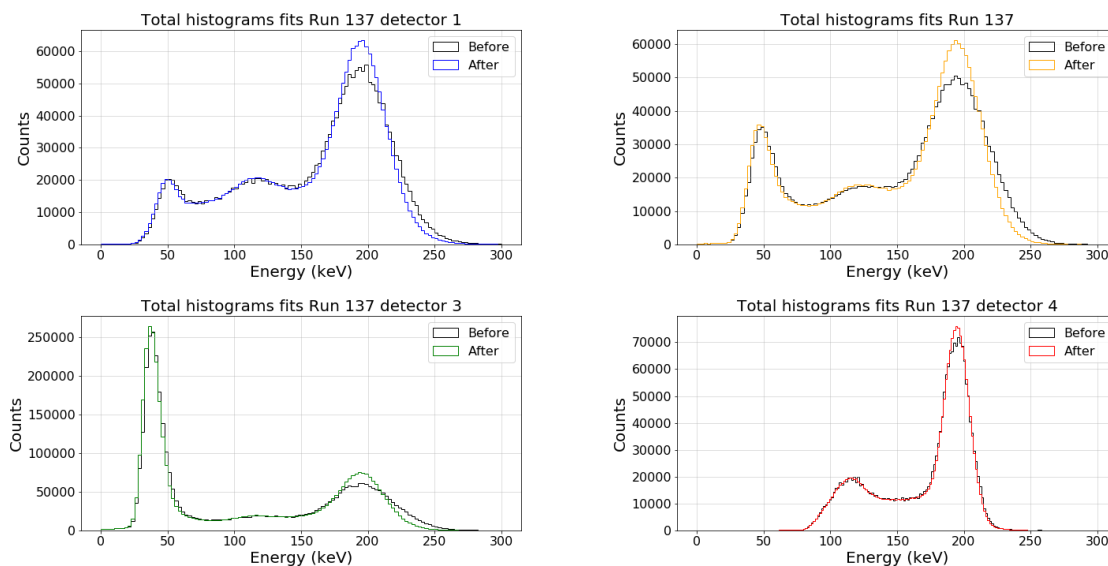 Total histograms fits Run 137 detector 1
Before
After
Counts
60000
50000
40000
30000
20000
10000
0
0 50 100 150 200 250 300
Energy (keV)
Total histograms fits Run 137
Before
After
Counts
70000
60000
50000
40000
30000
20000
10000
0
0 50 100 150 200 250 300
Energy (keV)
Total histograms fits Run 137 detector 3
Before
After
Counts
250000
200000
150000
100000
50000
0
0 50 100 150 200 250 300
Energy (keV)
Total histograms fits Run 137 detector 4
Before
After
Counts
70000
60000
50000
40000
30000
20000
10000
0
0 50 100 150 200 250 300
Energy (keV)